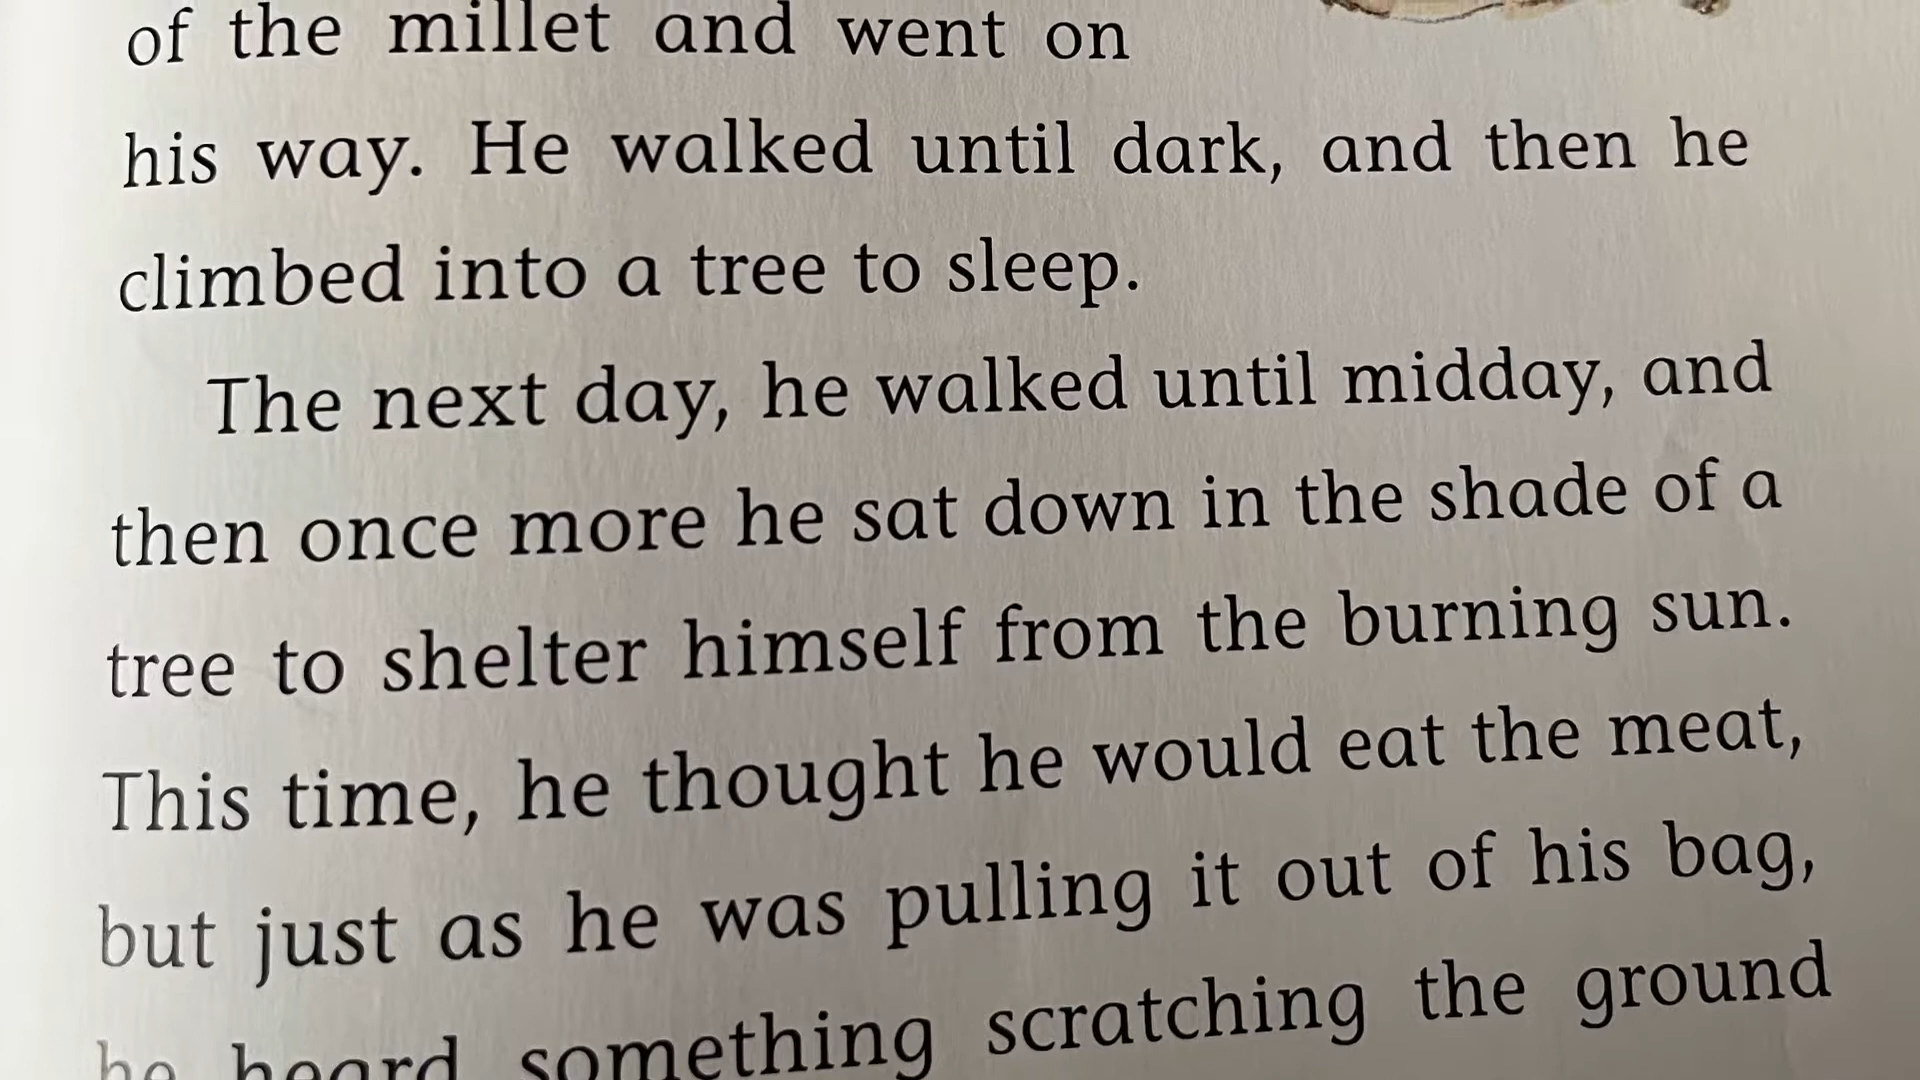 of the millet and went on
his way. He walked until dark, and then he
climbed into a tree to sleep.
The next day, he walked until midday, and
then once more he sat down in the shade of a
tree to shelter himself from the burning sun.
This time, he thought he would eat the meat,
but just as he was pulling it out of his bag,
he heard something scratching the ground